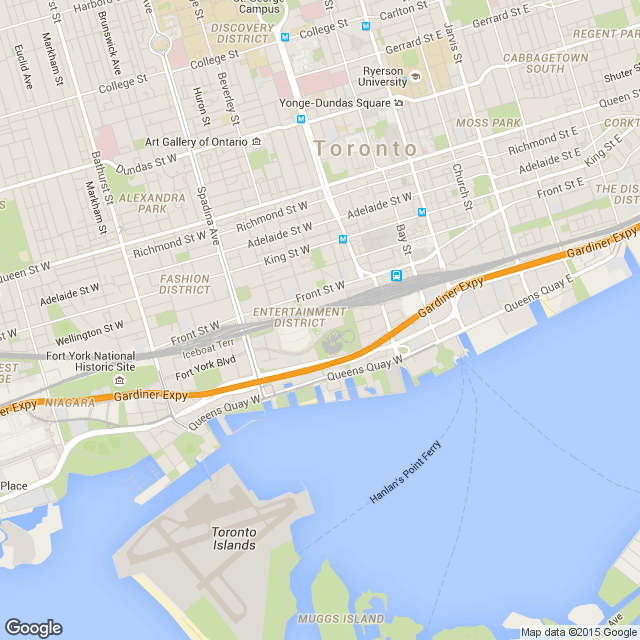 Harbord St
St. George
Campus
Carlton St
Gerrard St E
DISCOVERY
DISTRICT
College St
REGENT PARK
Gerrard St E
Jarvis St
Euclid Ave
Markham St
Brunswick Ave
College St
CABBAGETOWN
SOUTH
Ryerson
University
College St
Shuter St
Huron St
Beverley St
Yonge-Dundas Square
Queen St E
MOSS PARK
CORKT
Art Gallery of Ontario
Toronto
Richmond St E
Adelaide St E
King St E
Dundas St W
Bathurst St
Markham St
Church St
Front St E
THE DIS
DIST
ALEXANDRA
PARK
Spadina Ave
Richmond St W
Adelaide St W
Bay St
Richmond St W
Adelaide St W
King St W
Gardiner Expy
Queen St W
FASHION
DISTRICT
Front St W
Gardiner Expy
Queens Quay E
Adelaide St W
ENTERTAINMENT
DISTRICT
Wellington St W
Front St W
Iceboat Terr
Fort York National
Historic Site
Fort York Blvd
Queens Quay W
Gardiner Expy
NIAGARA
Queens Quay W
Hanlan's Point Ferry
Place
Toronto
Islands
MUGGS ISLAND
Ave
Google
Map data ©2015 Google